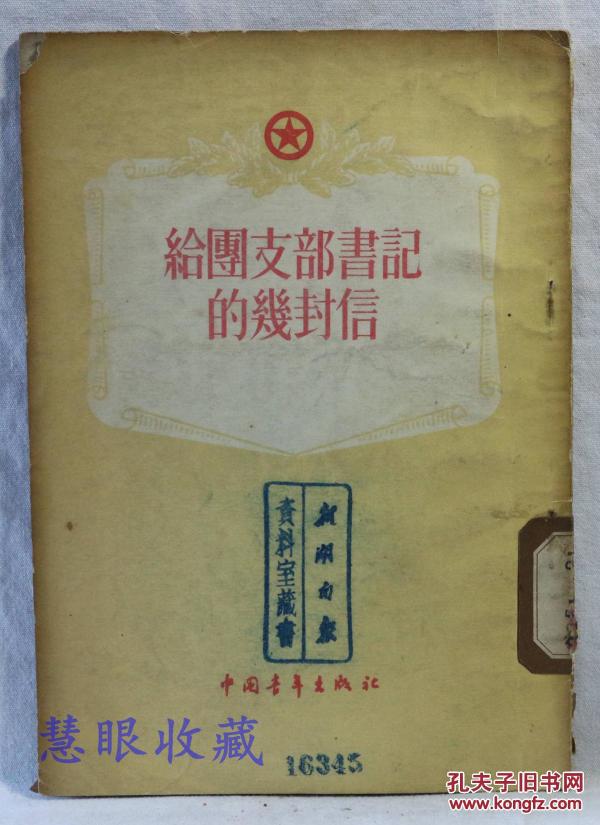 給團支部書記
的幾封信
新湖南報
資料室藏書
中国青年出版社
16345
慧眼收藏
孔夫子旧书网
www.kongfz.com